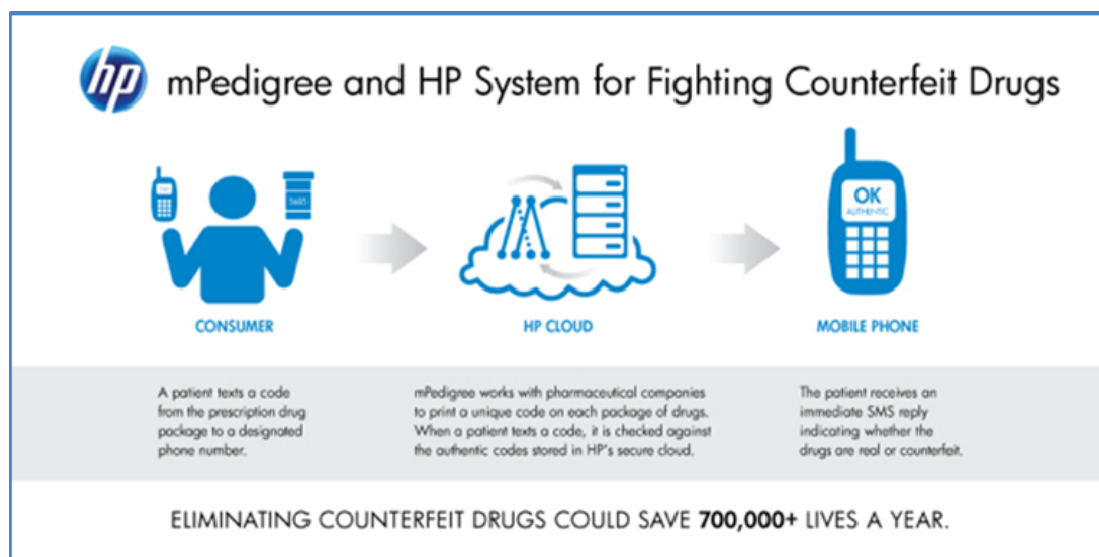 hp mPedigree and HP System for Fighting Counterfeit Drugs
OK
AUTHENTIC
CONSUMER
HP CLOUD
MOBILE PHONE
A patient texts a code
from the prescription drug
package to a designated
phone number.
mPedigree works with pharmaceutical companies
to print a unique code on each package of drugs.
When a patient texts a code, it is checked against
the authentic codes stored in HP's secure cloud.
The patient receives an
immediate SMS reply
indicating whether the
drugs are real or counterfeit.
ELIMINATING COUNTERFEIT DRUGS COULD SAVE 700,000+ LIVES A YEAR.